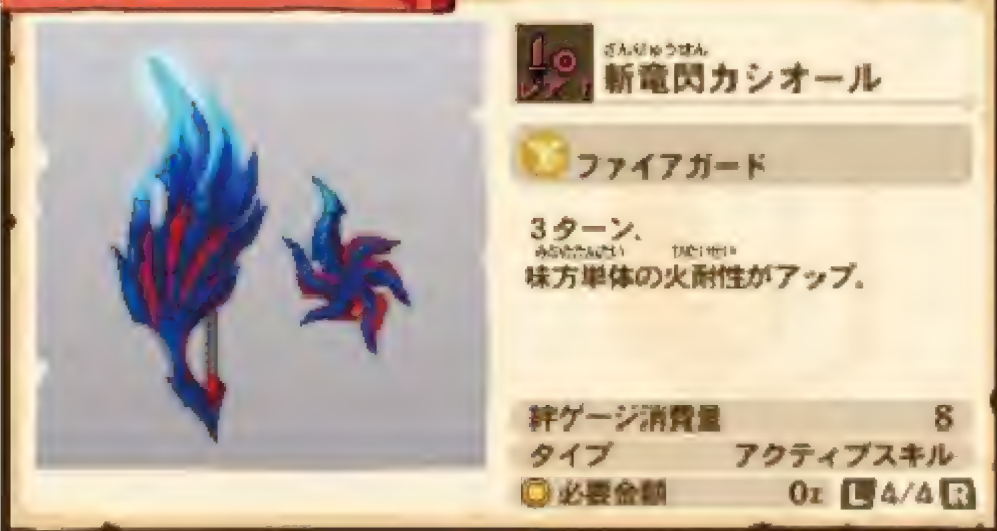 ざんりゅうせん
斬竜閃カシオール
ファイアガード
3ターン、
みかたたんたい ひたいせい
味方単体の火耐性がアップ。
絆ゲージ消費量 8
タイプ アクティブスキル
必要金額 0z L 4/4 R